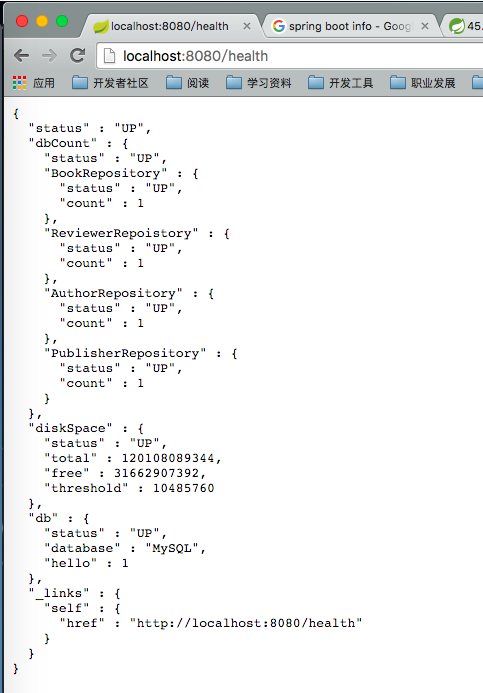 localhost:8080/health
spring boot info - Goog
45.
localhost:8080/health
应用 开发者社区 阅读 学习资料 开发工具 职业发展
{
"status" : "UP",
"dbCount" : {
"status" : "UP",
"BookRepository" : {
"status" : "UP",
"count" : 1
},
"ReviewerRepoistory" : {
"status" : "UP",
"count" : 1
},
"AuthorRepository" : {
"status" : "UP",
"count" : 1
},
"PublisherRepository" : {
"status" : "UP",
"count" : 1
}
},
"diskSpace" : {
"status" : "UP",
"total" : 120108089344,
"free" : 31662907392,
"threshold" : 10485760
},
"db" : {
"status" : "UP",
"database" : "MySQL",
"hello" : 1
},
"_links" : {
"self" : {
"href" : "http://localhost:8080/health"
}
}
}